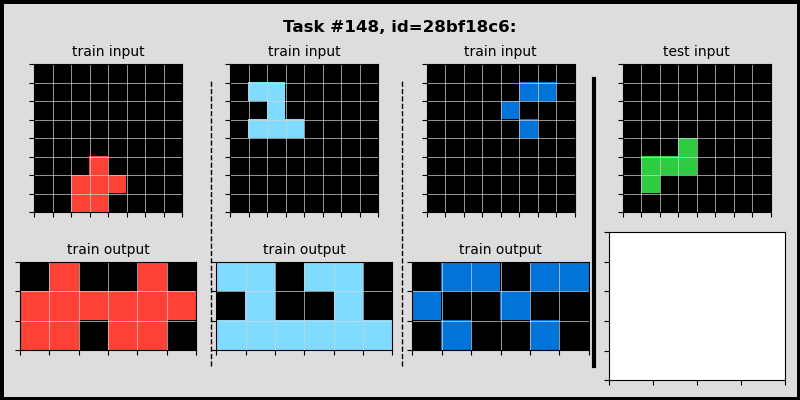 Task #148, id=28bf18c6:
train input
train input
train input
test input
train output
train output
train output